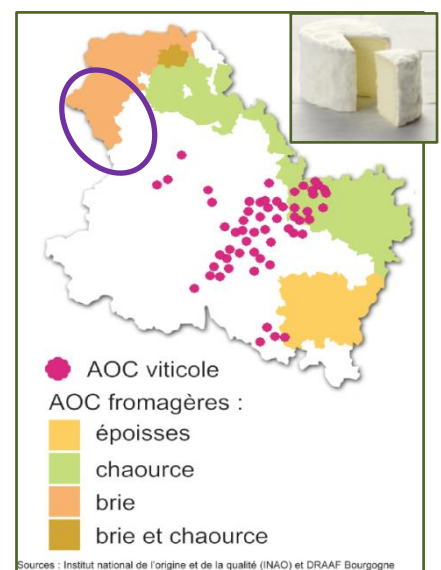 AOC viticole
AOC fromagères :
époisses
chaource
brie
brie et chaource
Sources : Institut national de l'origine et de la qualité (INAO) et DRAAF Bourgogne